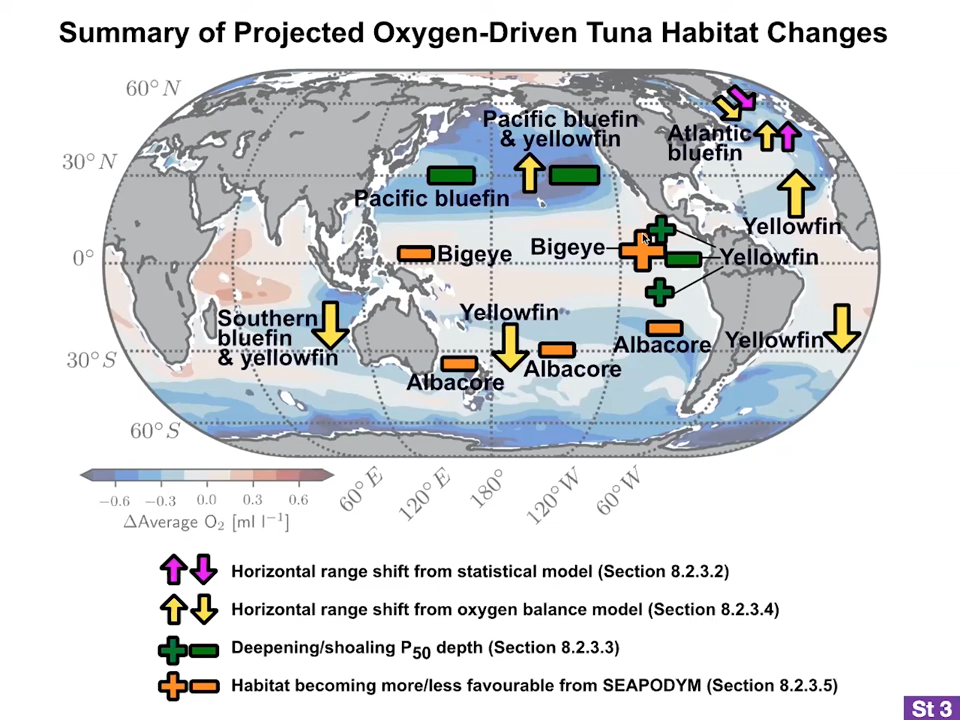 Summary of Projected Oxygen-Driven Tuna Habitat Changes
60°N
30°N
0°
30°S
60°S
Pacific bluefin
& yellowfin
Atlantic
bluefin
Pacific bluefin
Yellowfin
Bigeye
Bigeye
Yellowfin
Southern
bluefin
& yellowfin
Yellowfin
Albacore
Yellowfin
Albacore
Albacore
60°E
120°E
180°
120°W
60°W
−0.6 −0.3 0.0 0.3 0.6
ΔAverage O₂ [ml l⁻¹]
Horizontal range shift from statistical model (Section 8.2.3.2)
Horizontal range shift from oxygen balance model (Section 8.2.3.4)
Deepening/shoaling P₅₀ depth (Section 8.2.3.3)
Habitat becoming more/less favourable from SEAPODYM (Section 8.2.3.5)
St 3